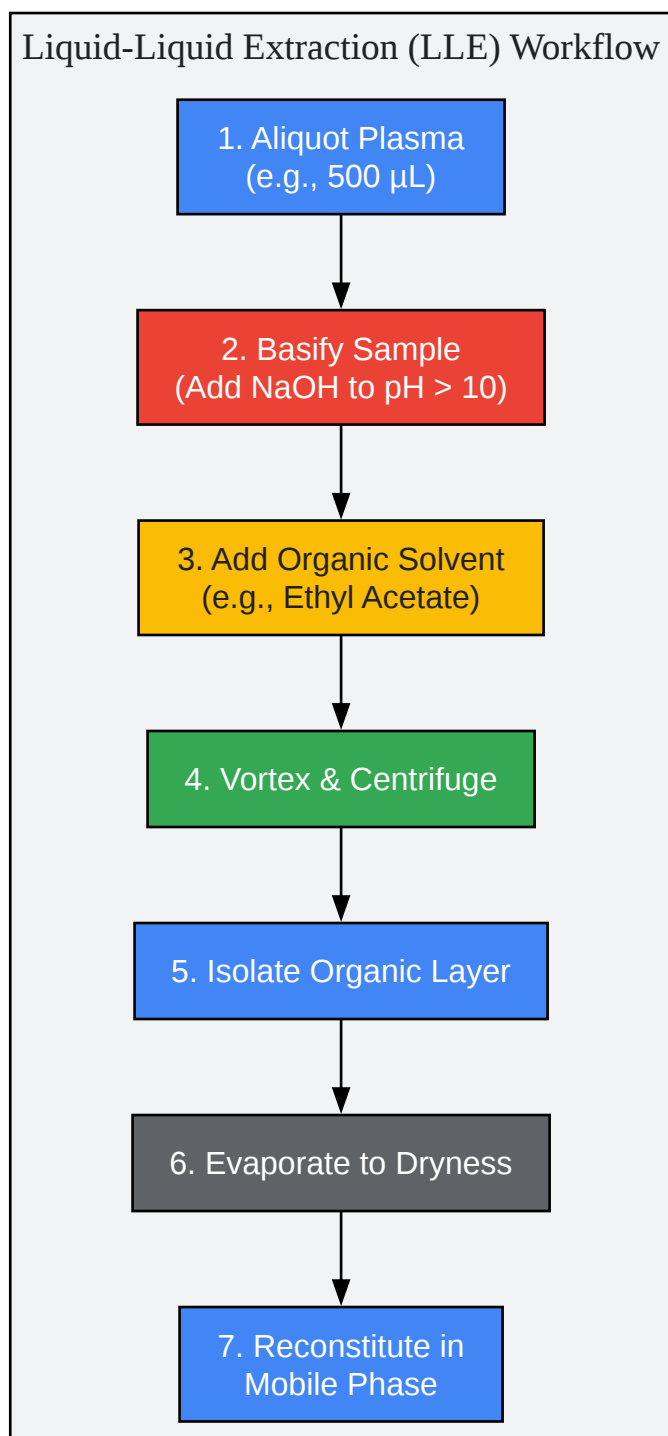 Liquid-Liquid Extraction (LLE) Workflow
1. Aliquot Plasma
(e.g., 500 µL)
2. Basify Sample
(Add NaOH to pH > 10)
3. Add Organic Solvent
(e.g., Ethyl Acetate)
4. Vortex & Centrifuge
5. Isolate Organic Layer
6. Evaporate to Dryness
7. Reconstitute in
Mobile Phase